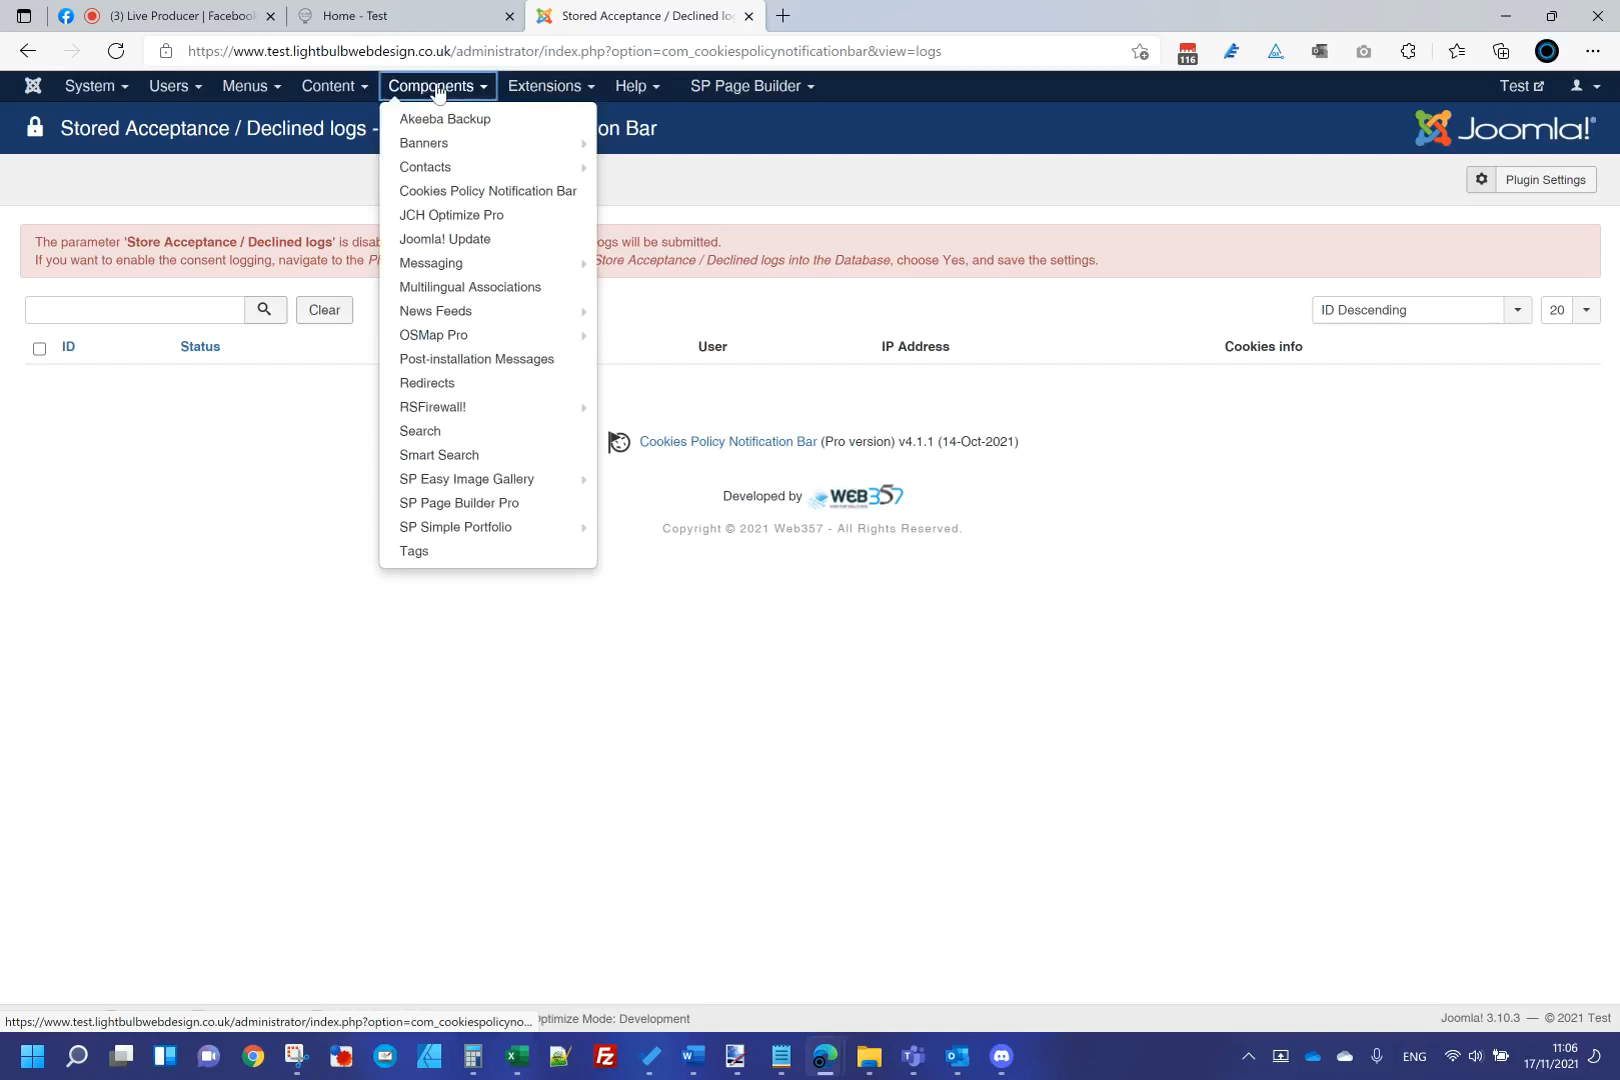 (3) Live Producer | Facebook
Home - Test
Stored Acceptance / Declined lo
https://www.test.lightbulbwebdesign.co.uk/administrator/index.php?option=com_cookiespolicynotificationbar&view=logs
116
System
Users
Menus
Content
Components
Extensions
Help
SP Page Builder
Test
Stored Acceptance / Declined logs -
on Bar
Joomla!®
Akeeba Backup
Banners
Contacts
Cookies Policy Notification Bar
JCH Optimize Pro
Joomla! Update
Messaging
Multilingual Associations
News Feeds
OSMap Pro
Post-installation Messages
Redirects
RSFirewall!
Search
Smart Search
SP Easy Image Gallery
SP Page Builder Pro
SP Simple Portfolio
Tags
Plugin Settings
The parameter 'Store Acceptance / Declined logs' is disa
ogs will be submitted.
If you want to enable the consent logging, navigate to the Pl
Store Acceptance / Declined logs into the Database, choose Yes, and save the settings.
Clear
ID Descending
20
ID
Status
User
IP Address
Cookies info
Cookies Policy Notification Bar (Pro version) v4.1.1 (14-Oct-2021)
Developed by WEB357
Copyright © 2021 Web357 - All Rights Reserved.
https://www.test.lightbulbwebdesign.co.uk/administrator/index.php?option=com_cookiespolicyno...
ptimize Mode: Development
Joomla! 3.10.3 — © 2021 Test
ENG
11:06
17/11/2021